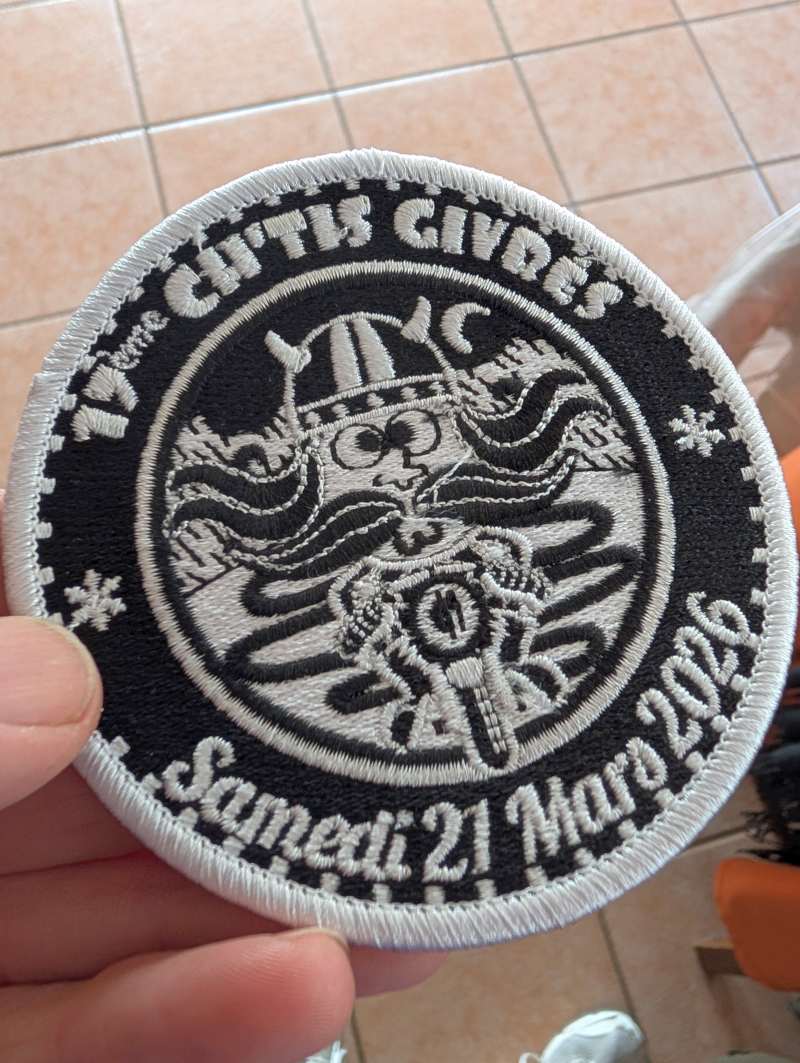 19ème CH'TIS GIVRÉS
Samedi 21 Mars 2026